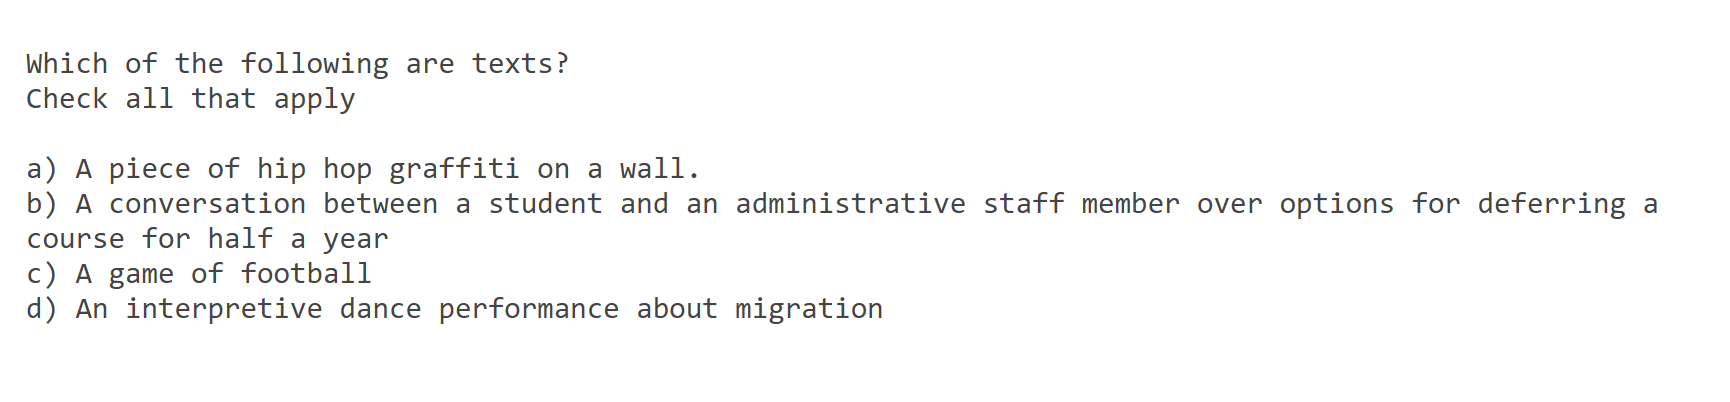 Which of the following are texts?
Check all that apply
a) A piece of hip hop graffiti on a wall.
b) A conversation between a student and an administrative staff member over options for deferring a
course for half a year
c) A game of football
d) An interpretive dance performance about migration